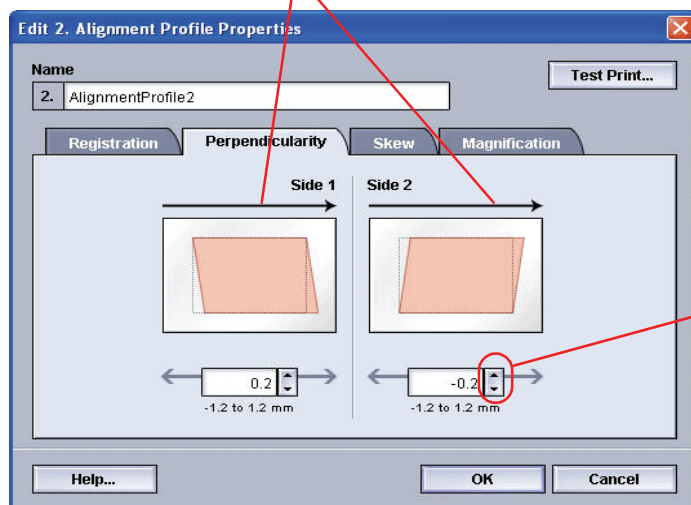 Edit 2. Alignment Profile Properties
Name
Test Print...
2. AlignmentProfile2
Registration Perpendicularity Skew Magnification
Side 1 Side 2
0.2 -0.2
-1.2 to 1.2 mm -1.2 to 1.2 mm
Help... OK Cancel